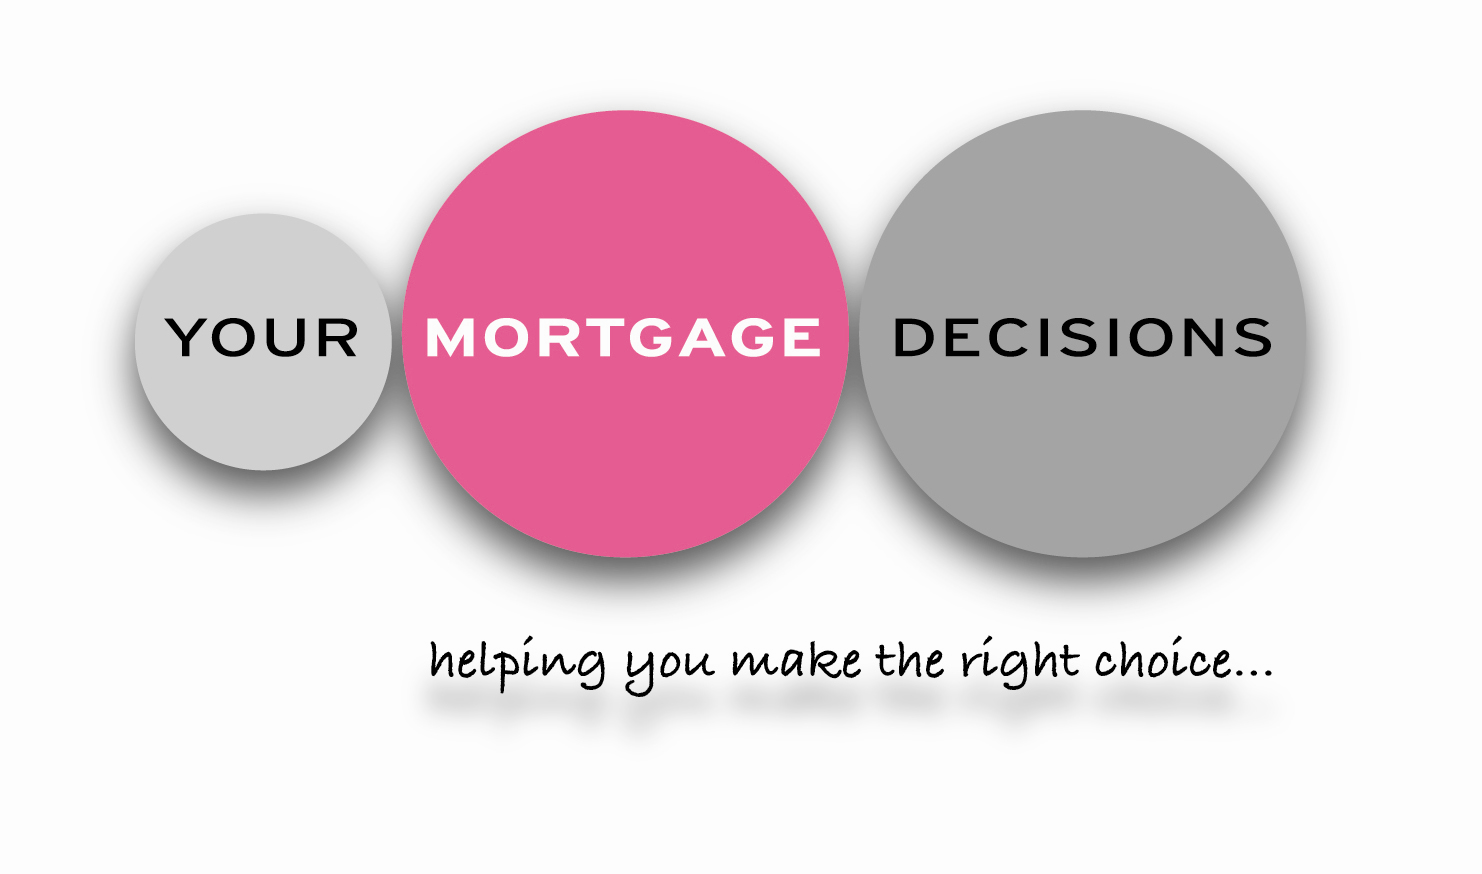 YOUR MORTGAGE DECISIONS
helping you make the right choice...